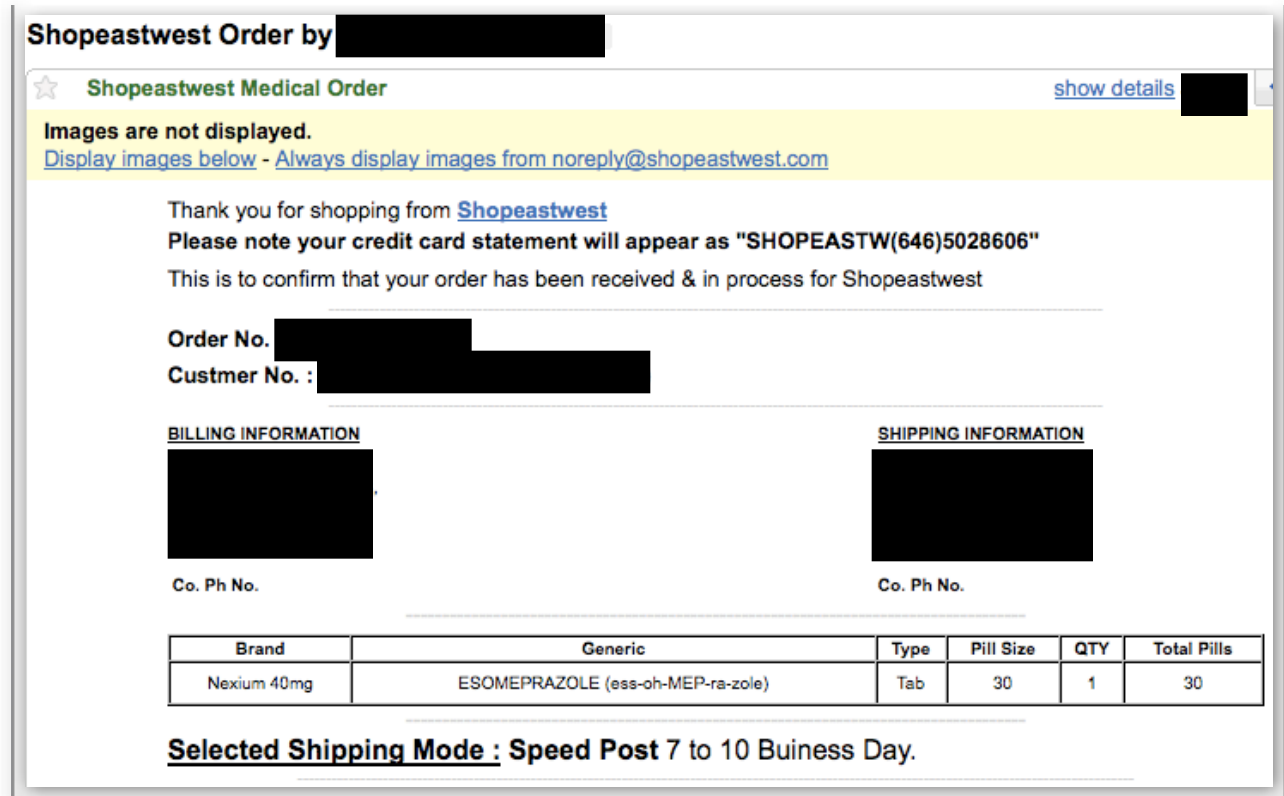 Shopeastwest Order by
Shopeastwest Medical Order show details
Images are not displayed.
Display images below - Always display images from noreply@shopeastwest.com
Thank you for shopping from Shopeastwest
Please note your credit card statement will appear as "SHOPEASTW(646)5028606"
This is to confirm that your order has been received & in process for Shopeastwest
Order No.
Custmer No. :
BILLING INFORMATION SHIPPING INFORMATION
Co. Ph No. Co. Ph No.
Brand Generic Type Pill Size QTY Total Pills
Nexium 40mg ESOMEPRAZOLE (ess-oh-MEP-ra-zole) Tab 30 1 30
Selected Shipping Mode : Speed Post 7 to 10 Buiness Day.